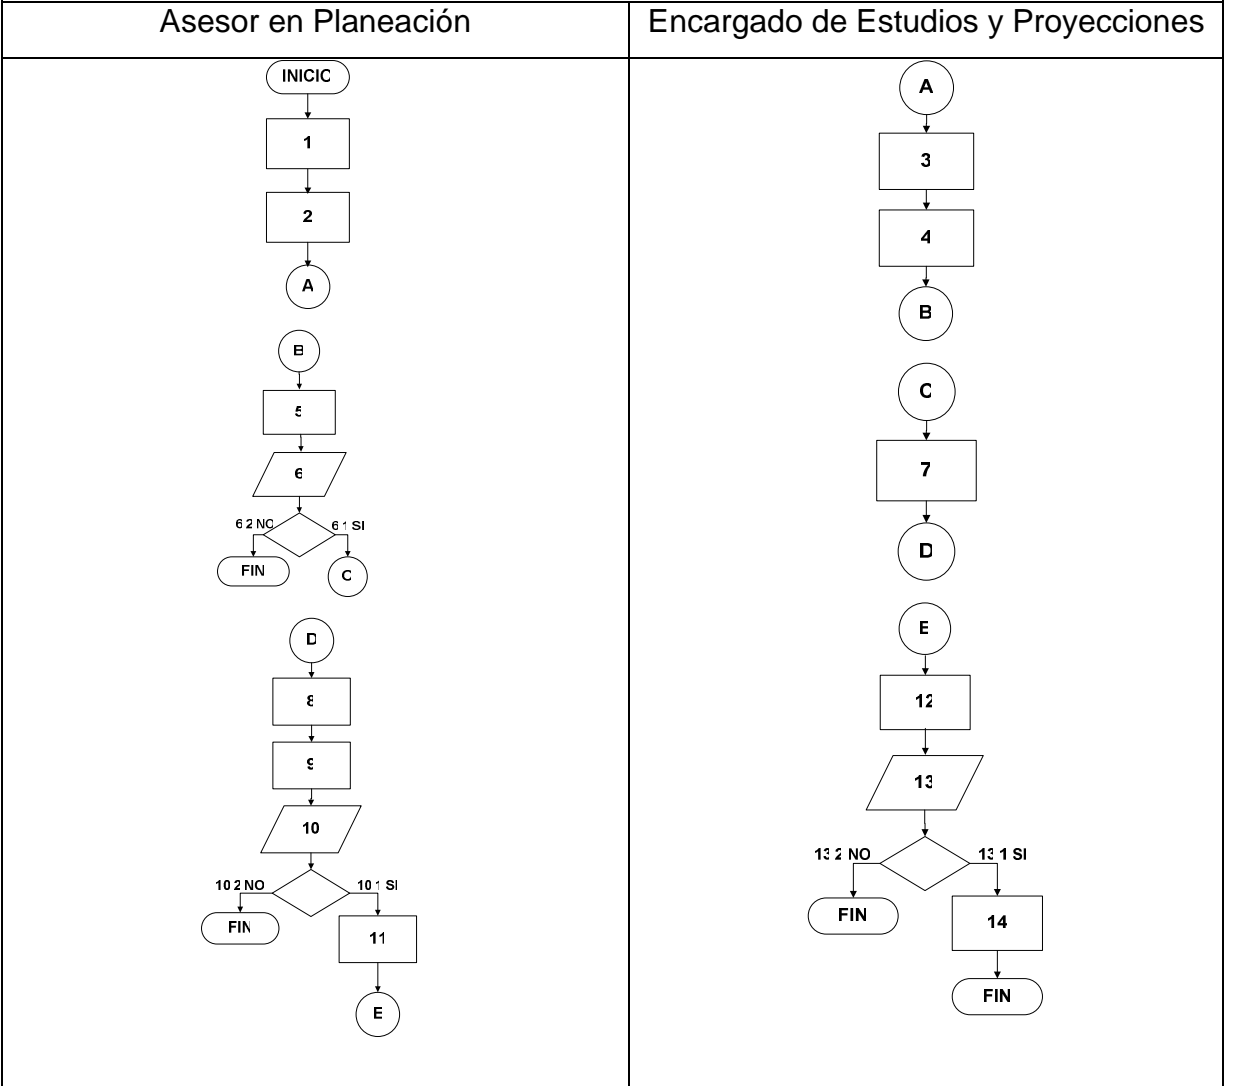 Asesor en Planeación
Encargado de Estudios y Proyecciones
INICIO
1
2
A
B
5
6
6 2 NO
6 1 SI
FIN
C
D
8
9
10
10 2 NO
10 1 SI
FIN
11
E
A
3
4
B
C
7
D
E
12
13
13 2 NO
13 1 SI
FIN
14
FIN